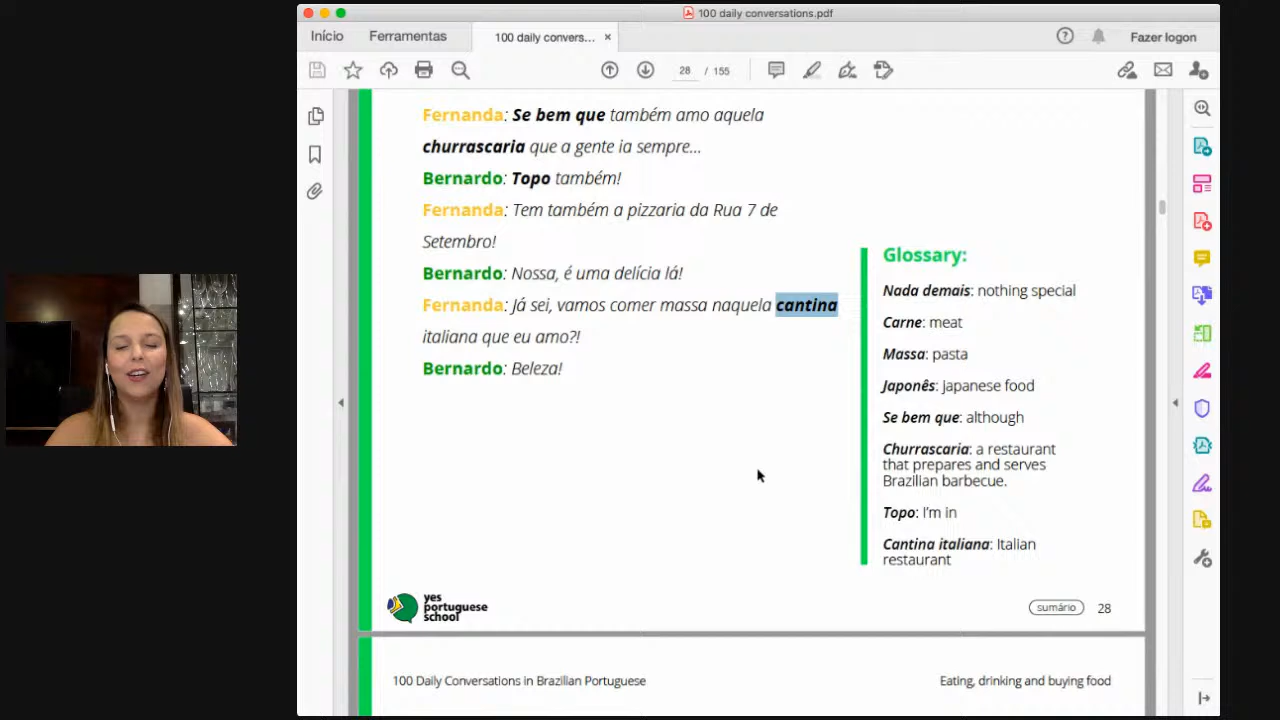 100 daily conversations.pdf
Início
Ferramentas
100 daily convers...
Fazer logon
28 / 155
Fernanda: Se bem que também amo aquela
churrascaria que a gente ia sempre...
Bernardo: Topo também!
Fernanda: Tem também a pizzaria da Rua 7 de
Setembro!
Bernardo: Nossa, é uma delícia lá!
Fernanda: Já sei, vamos comer massa naquela cantina
italiana que eu amo?!
Bernardo: Beleza!
Glossary:
Nada demais: nothing special
Carne: meat
Massa: pasta
Japonês: japanese food
Se bem que: although
Churrascaria: a restaurant
that prepares and serves
Brazilian barbecue.
Topo: I'm in
Cantina italiana: Italian
restaurant
yes
portuguese
school
sumário
28
100 Daily Conversations in Brazilian Portuguese
Eating, drinking and buying food